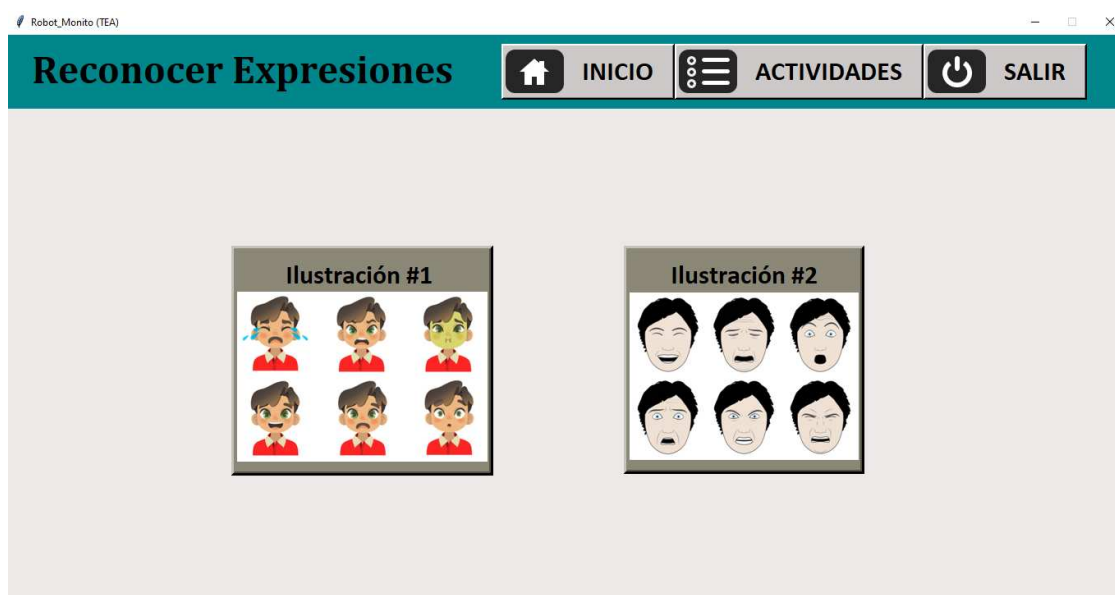 Robot_Monito (TEA)
Reconocer Expresiones
INICIO
ACTIVIDADES
SALIR
Ilustración #1
Ilustración #2